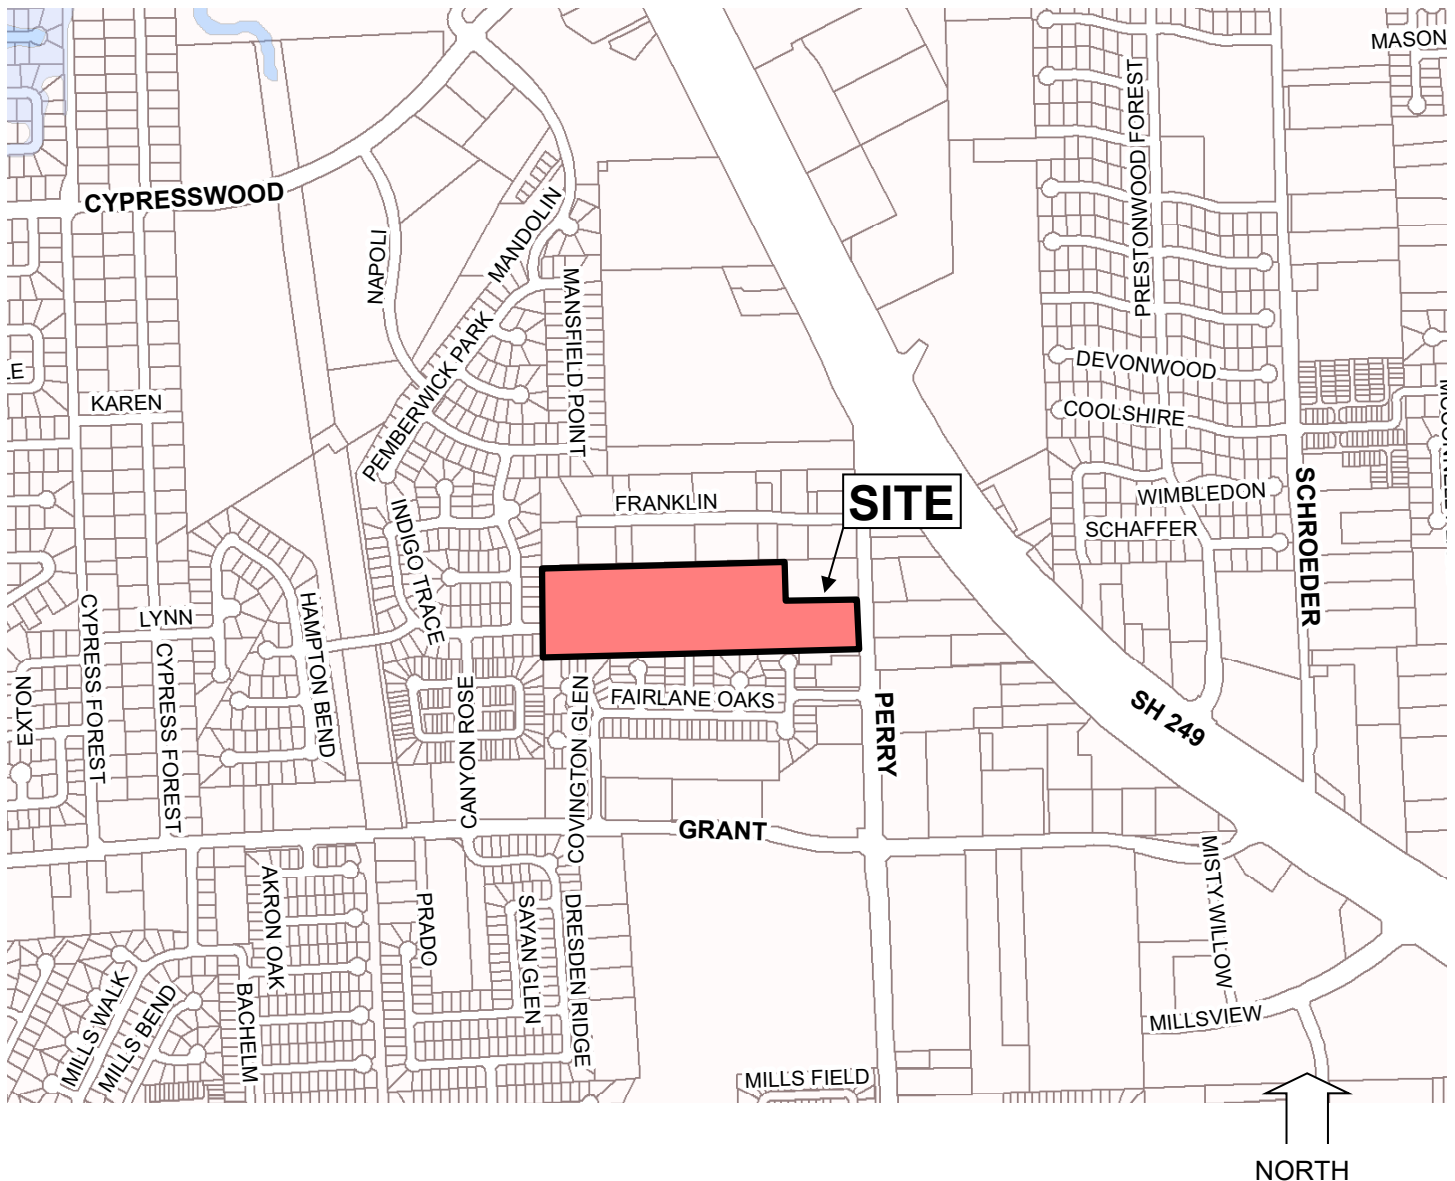 MASON
PRESTONWOOD FOREST
CYPRESSWOOD
MANDOLIN
NAPOLI
MANSFIELD POINT
PEMBERWICK PARK
DEVONWOOD
LE
KAREN
COOLSHIRE
SITE
FRANKLIN
WIMBLEDON
SCHAFFER
SCHROEDER
INDIGO TRACE
HAMPTON BEND
LYNN
CYPRESS FOREST
CYPRESS FOREST
EXTON
CANYON ROSE
COVINGTON GLEN
FAIRLANE OAKS
PERRY
SH 249
GRANT
MISTY WILLOW
AKRON OAK
PRADO
SAYAN GLEN
DRESDEN RIDGE
BACHELM
MILLS WALK
MILLS BEND
MILLSVIEW
MILLS FIELD
NORTH